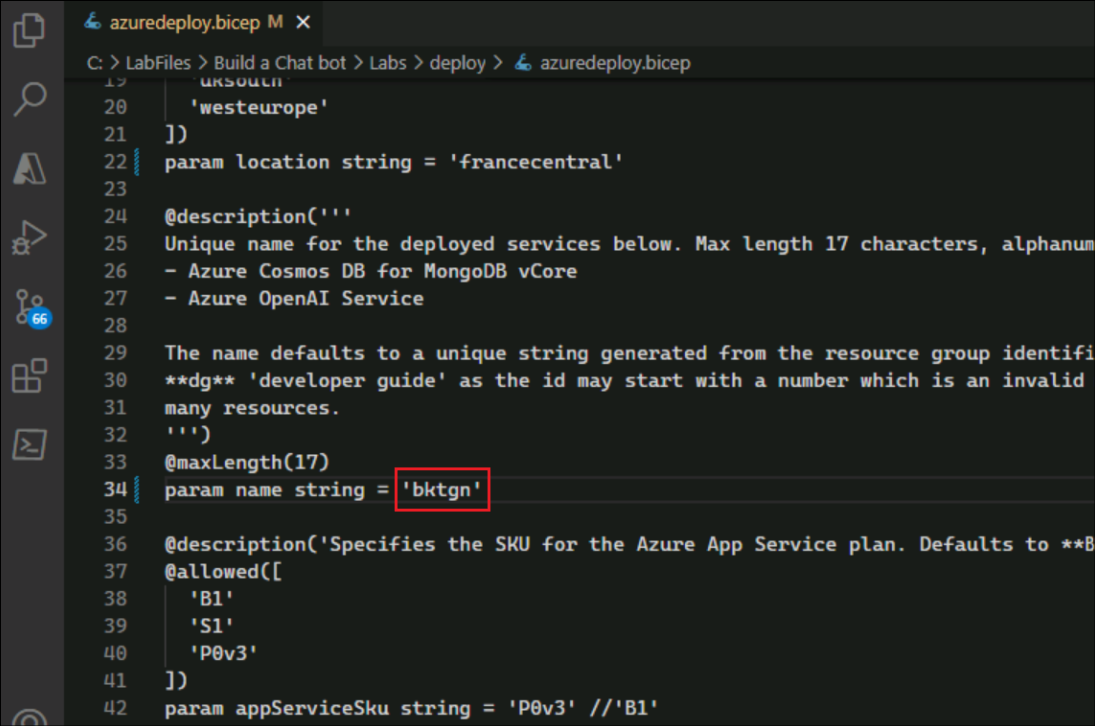 azuredeploy.bicep M ×
C: > LabFiles > Build a Chat bot > Labs > deploy > azuredeploy.bicep
19 'uksouth'
20 'westeurope'
21 ])
22 param location string = 'francecentral'
23
24 @description('''
25 Unique name for the deployed services below. Max length 17 characters, alphanum
26 - Azure Cosmos DB for MongoDB vCore
27 - Azure OpenAI Service
28
29 The name defaults to a unique string generated from the resource group identifi
30 **dg** 'developer guide' as the id may start with a number which is an invalid
31 many resources.
32 ''')
33 @maxLength(17)
34 param name string = 'bktgn'
35
36 @description('Specifies the SKU for the Azure App Service plan. Defaults to **B
37 @allowed([
38 'B1'
39 'S1'
40 'P0v3'
41 ])
42 param appServiceSku string = 'P0v3' //'B1'
66